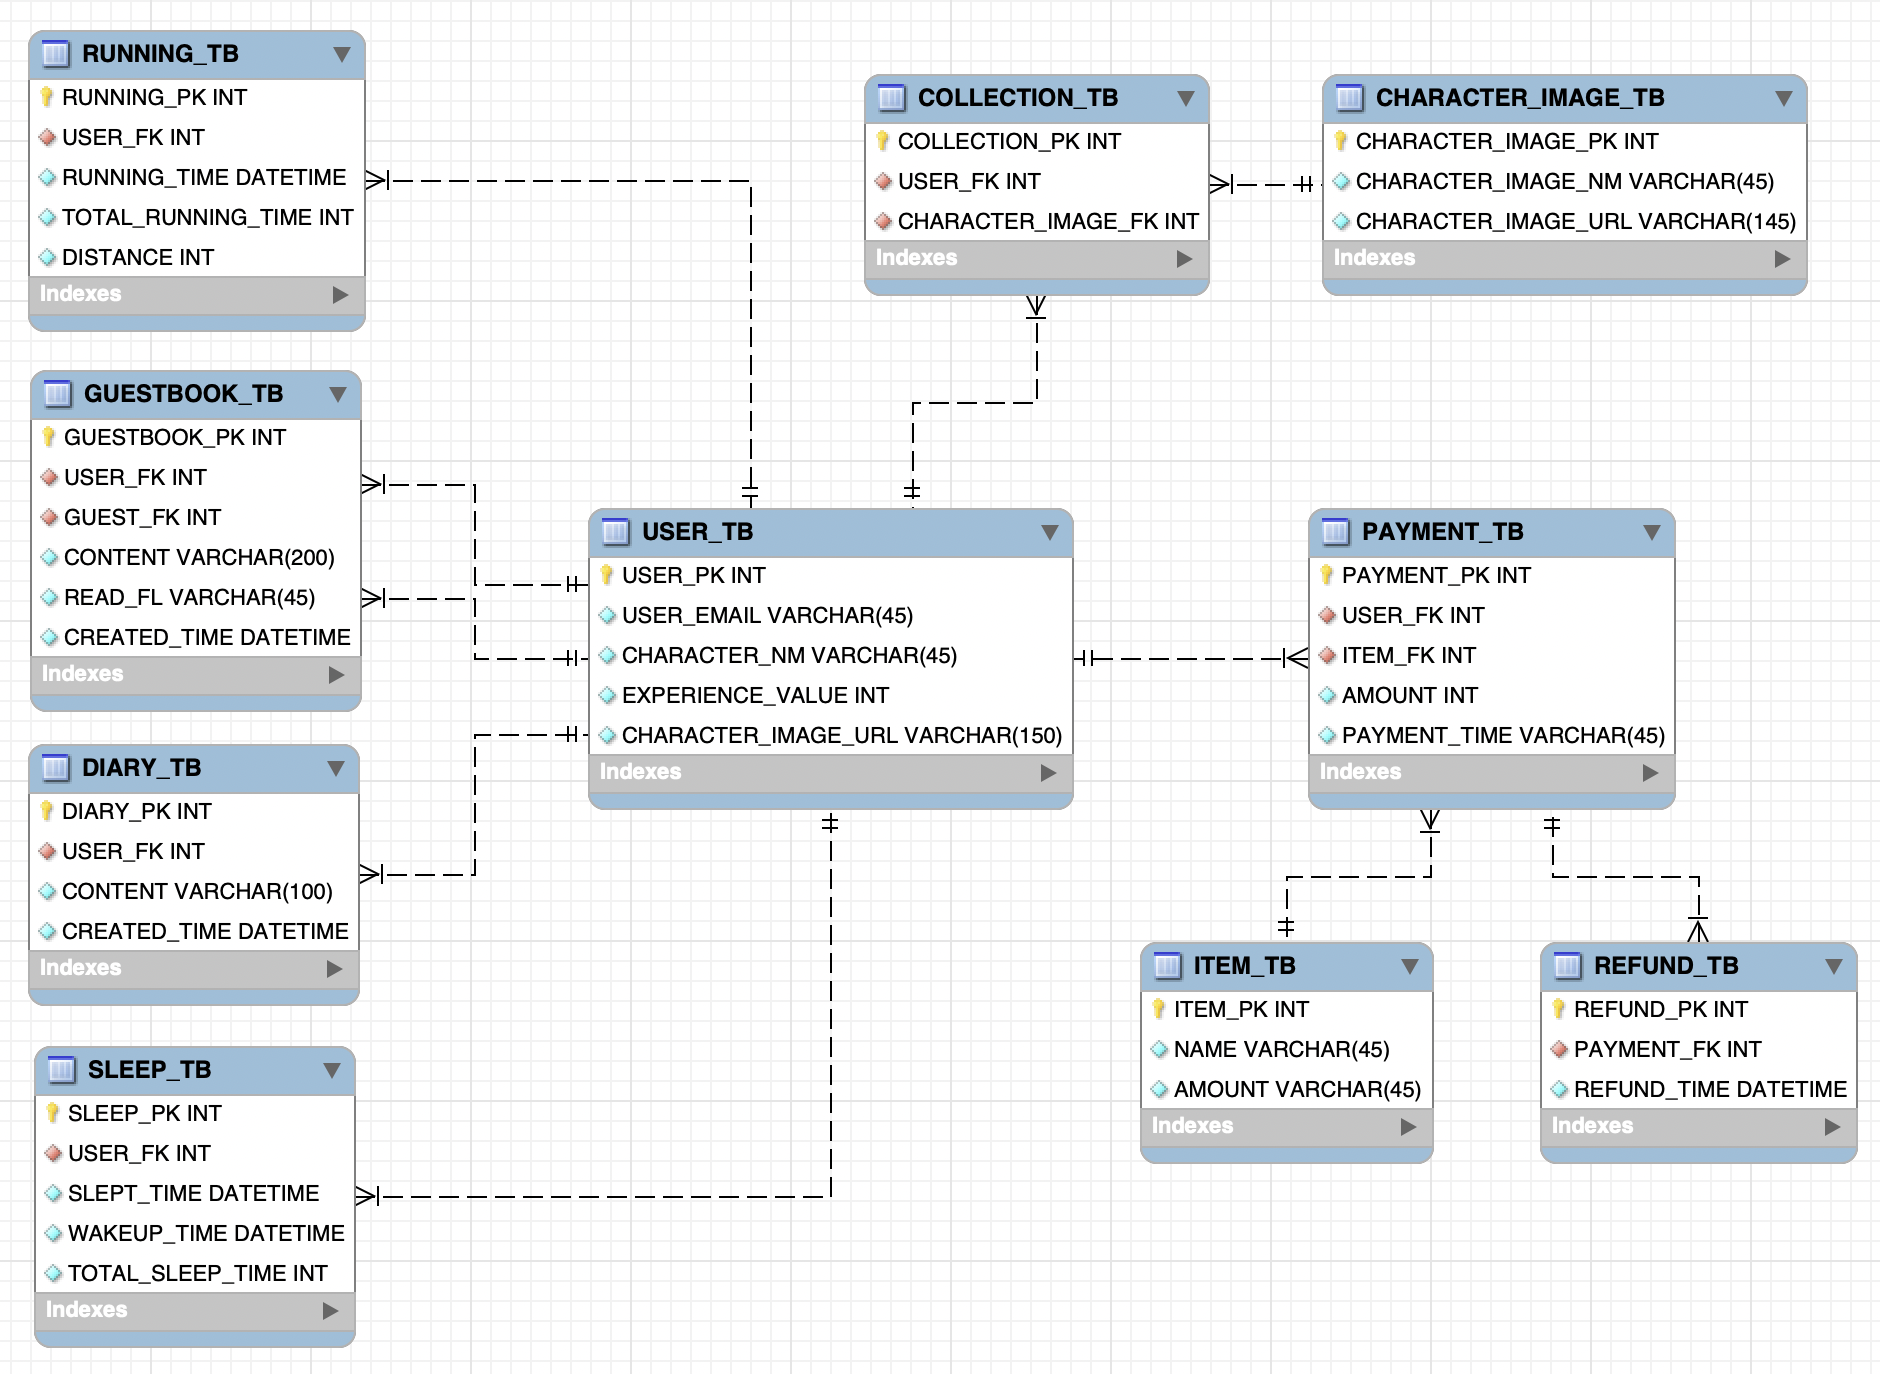 RUNNING_TB
RUNNING_PK INT
USER_FK INT
RUNNING_TIME DATETIME
TOTAL_RUNNING_TIME INT
DISTANCE INT
Indexes
COLLECTION_TB
COLLECTION_PK INT
USER_FK INT
CHARACTER_IMAGE_FK INT
Indexes
CHARACTER_IMAGE_TB
CHARACTER_IMAGE_PK INT
CHARACTER_IMAGE_NM VARCHAR(45)
CHARACTER_IMAGE_URL VARCHAR(145)
Indexes
GUESTBOOK_TB
GUESTBOOK_PK INT
USER_FK INT
GUEST_FK INT
CONTENT VARCHAR(200)
READ_FL VARCHAR(45)
CREATED_TIME DATETIME
Indexes
USER_TB
USER_PK INT
USER_EMAIL VARCHAR(45)
CHARACTER_NM VARCHAR(45)
EXPERIENCE_VALUE INT
CHARACTER_IMAGE_URL VARCHAR(150)
Indexes
PAYMENT_TB
PAYMENT_PK INT
USER_FK INT
ITEM_FK INT
AMOUNT INT
PAYMENT_TIME VARCHAR(45)
Indexes
DIARY_TB
DIARY_PK INT
USER_FK INT
CONTENT VARCHAR(100)
CREATED_TIME DATETIME
Indexes
ITEM_TB
ITEM_PK INT
NAME VARCHAR(45)
AMOUNT VARCHAR(45)
Indexes
REFUND_TB
REFUND_PK INT
PAYMENT_FK INT
REFUND_TIME DATETIME
Indexes
SLEEP_TB
SLEEP_PK INT
USER_FK INT
SLEPT_TIME DATETIME
WAKEUP_TIME DATETIME
TOTAL_SLEEP_TIME INT
Indexes